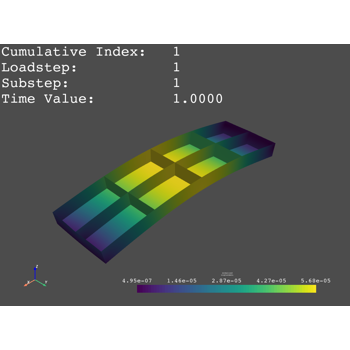 Cumulative Index: 1
Loadstep: 1
Substep: 1
Time Value: 1.0000
4.95e-07 1.46e-05 2.87e-05 4.27e-05 5.68e-05